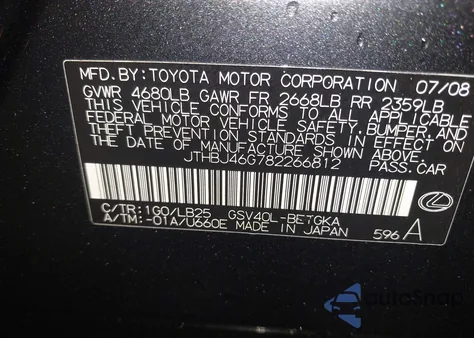 MFD. BY: TOYOTA MOTOR CORPORATION 07/08
GVWR 4680LB GAWR FR 2668LB RR 2359LB
THIS VEHICLE CONFORMS TO ALL APPLICABLE
FEDERAL MOTOR VEHICLE SAFETY, BUMPER, AND
THEFT PREVENTION STANDARDS IN EFFECT ON
THE DATE OF MANUFACTURE SHOWN ABOVE.
JTHBJ46G782266812 PASS.CAR
C/TR: 1G0/LB25 GSV40L-BETGKA
A/TM: -01A/U660E MADE IN JAPAN 596 A
autoSnap